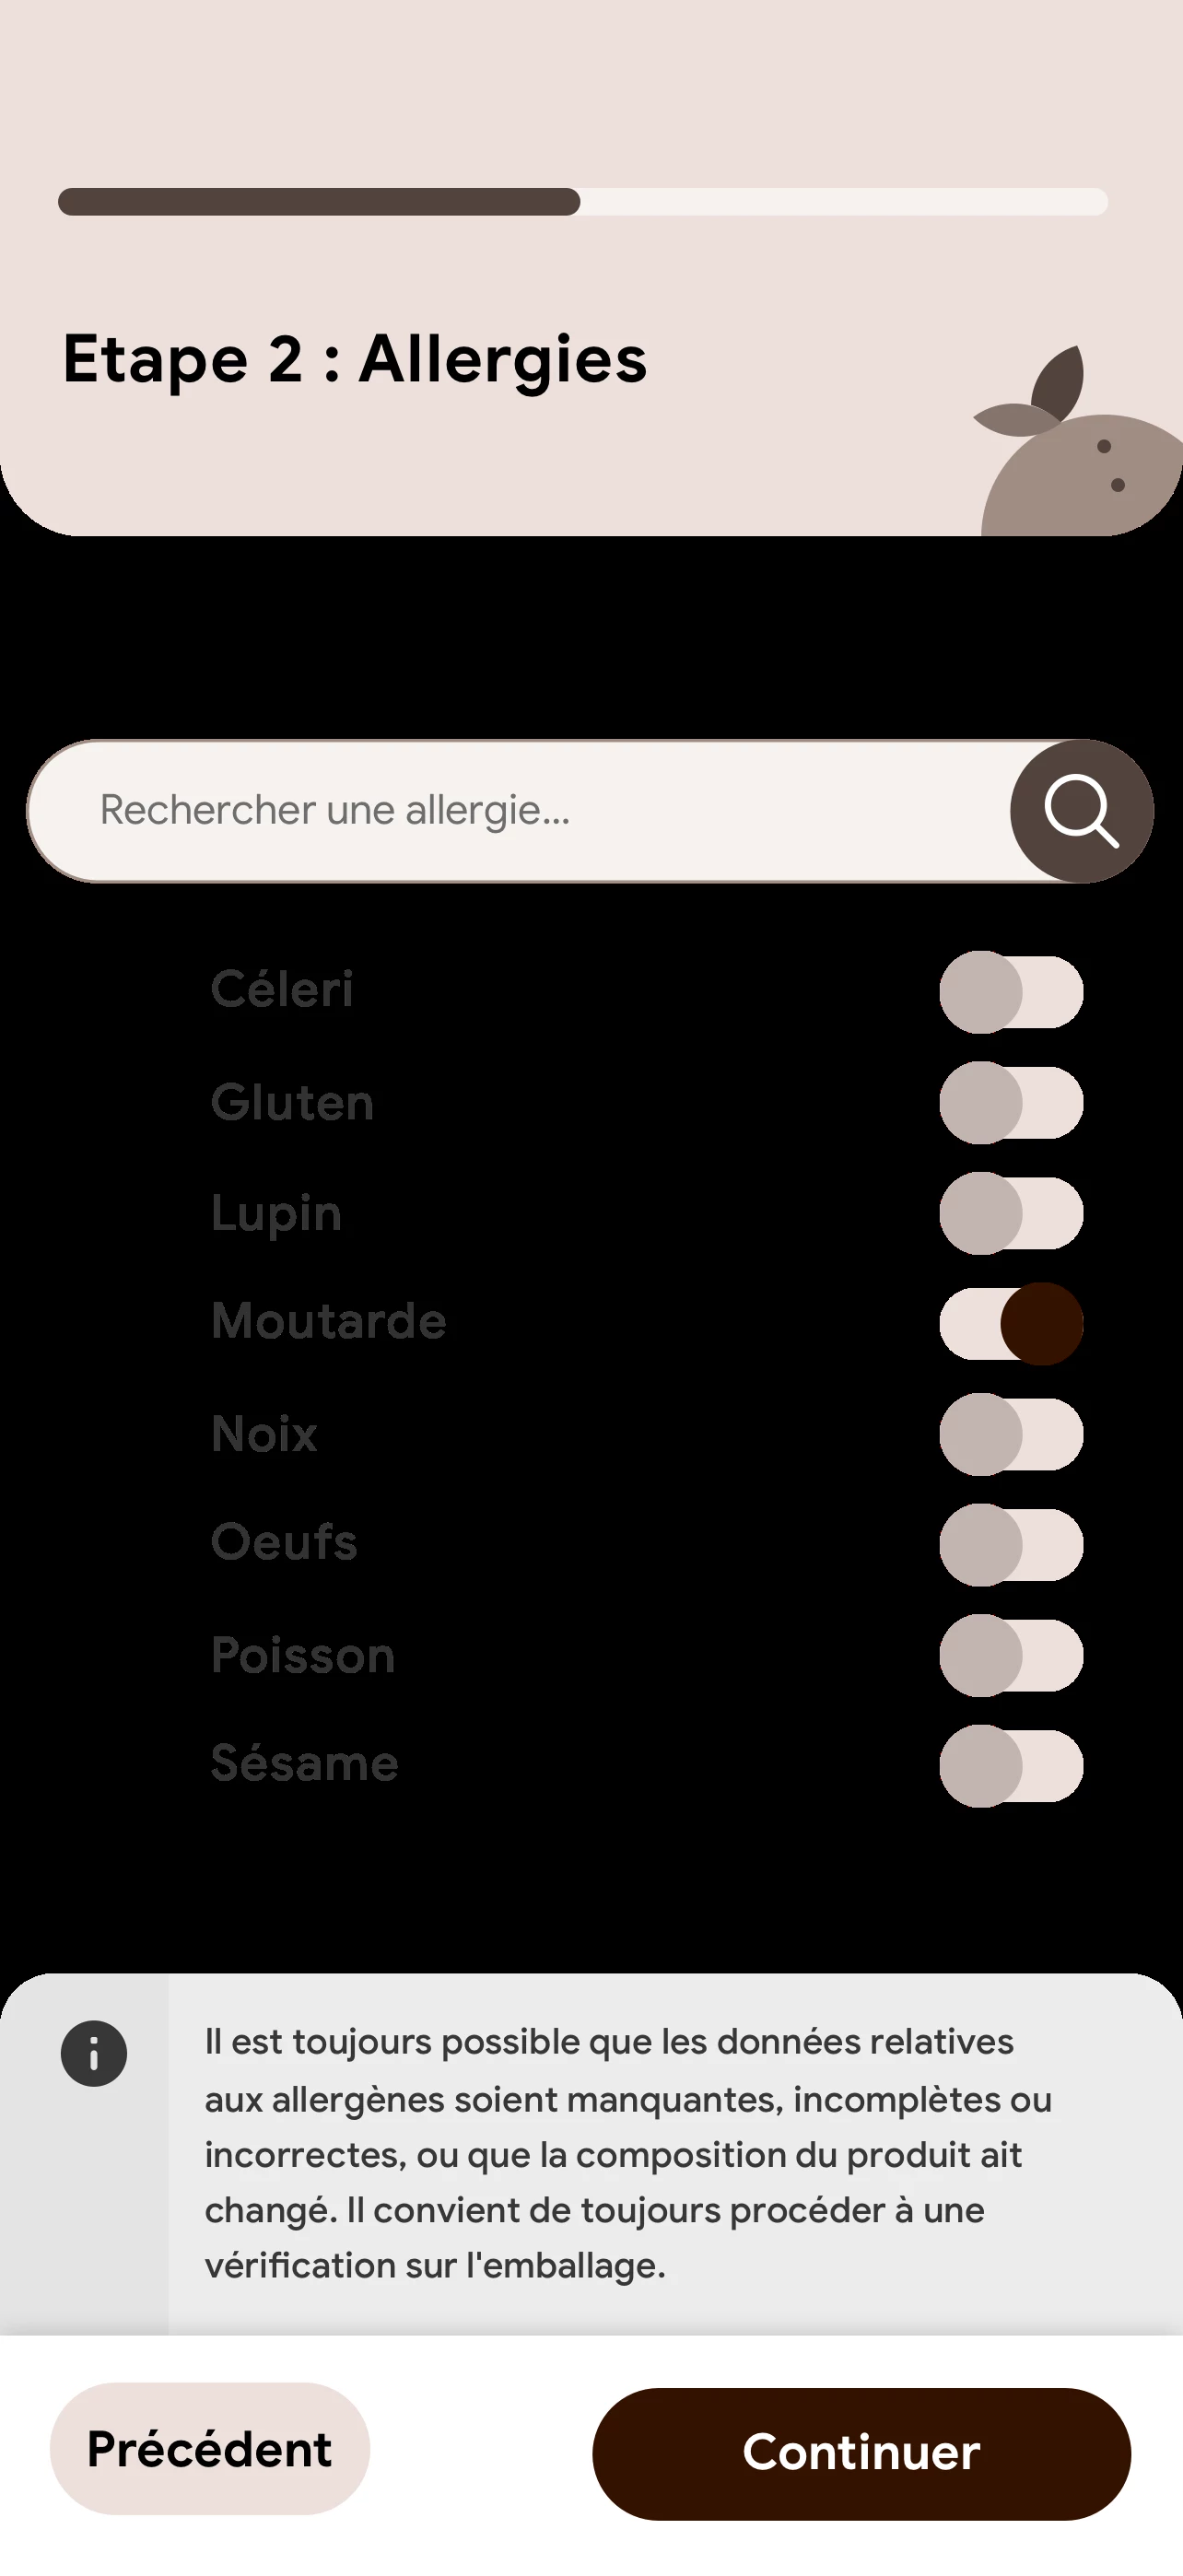 Etape 2 : Allergies
Rechercher une allergie...
Céleri
Gluten
Lupin
Moutarde
Noix
Oeufs
Poisson
Sésame
Il est toujours possible que les données relatives
aux allergènes soient manquantes, incomplètes ou
incorrectes, ou que la composition du produit ait
changé. Il convient de toujours procéder à une
vérification sur l'emballage.
Précédent
Continuer